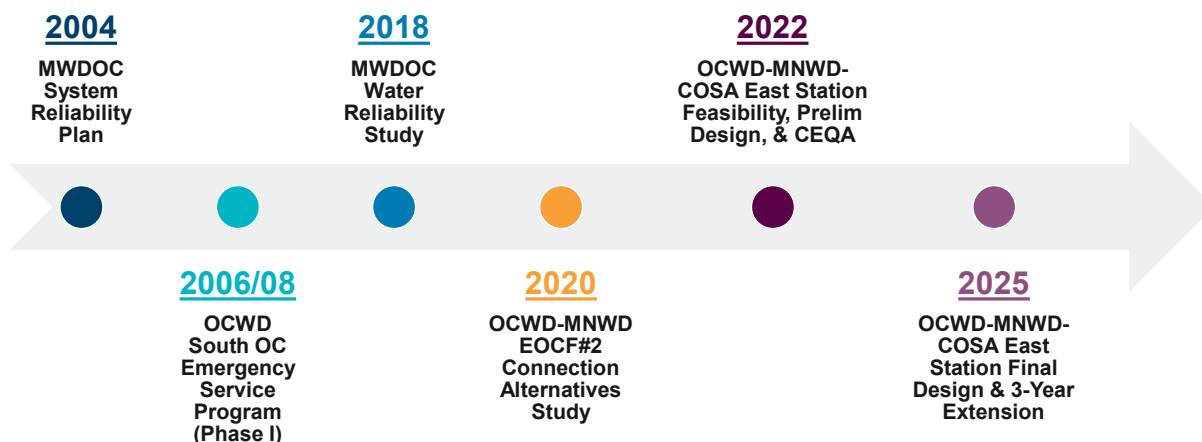 2004
MWDOC
System
Reliability
Plan
2006/08
OCWD
South OC
Emergency
Service
Program
(Phase I)
2018
MWDOC
Water
Reliability
Study
2020
OCWD-MNWD
EOCF#2
Connection
Alternatives
Study
2022
OCWD-MNWD-
COSA East Station
Feasibility, Prelim
Design, & CEQA
2025
OCWD-MNWD-
COSA East
Station Final
Design & 3-Year
Extension